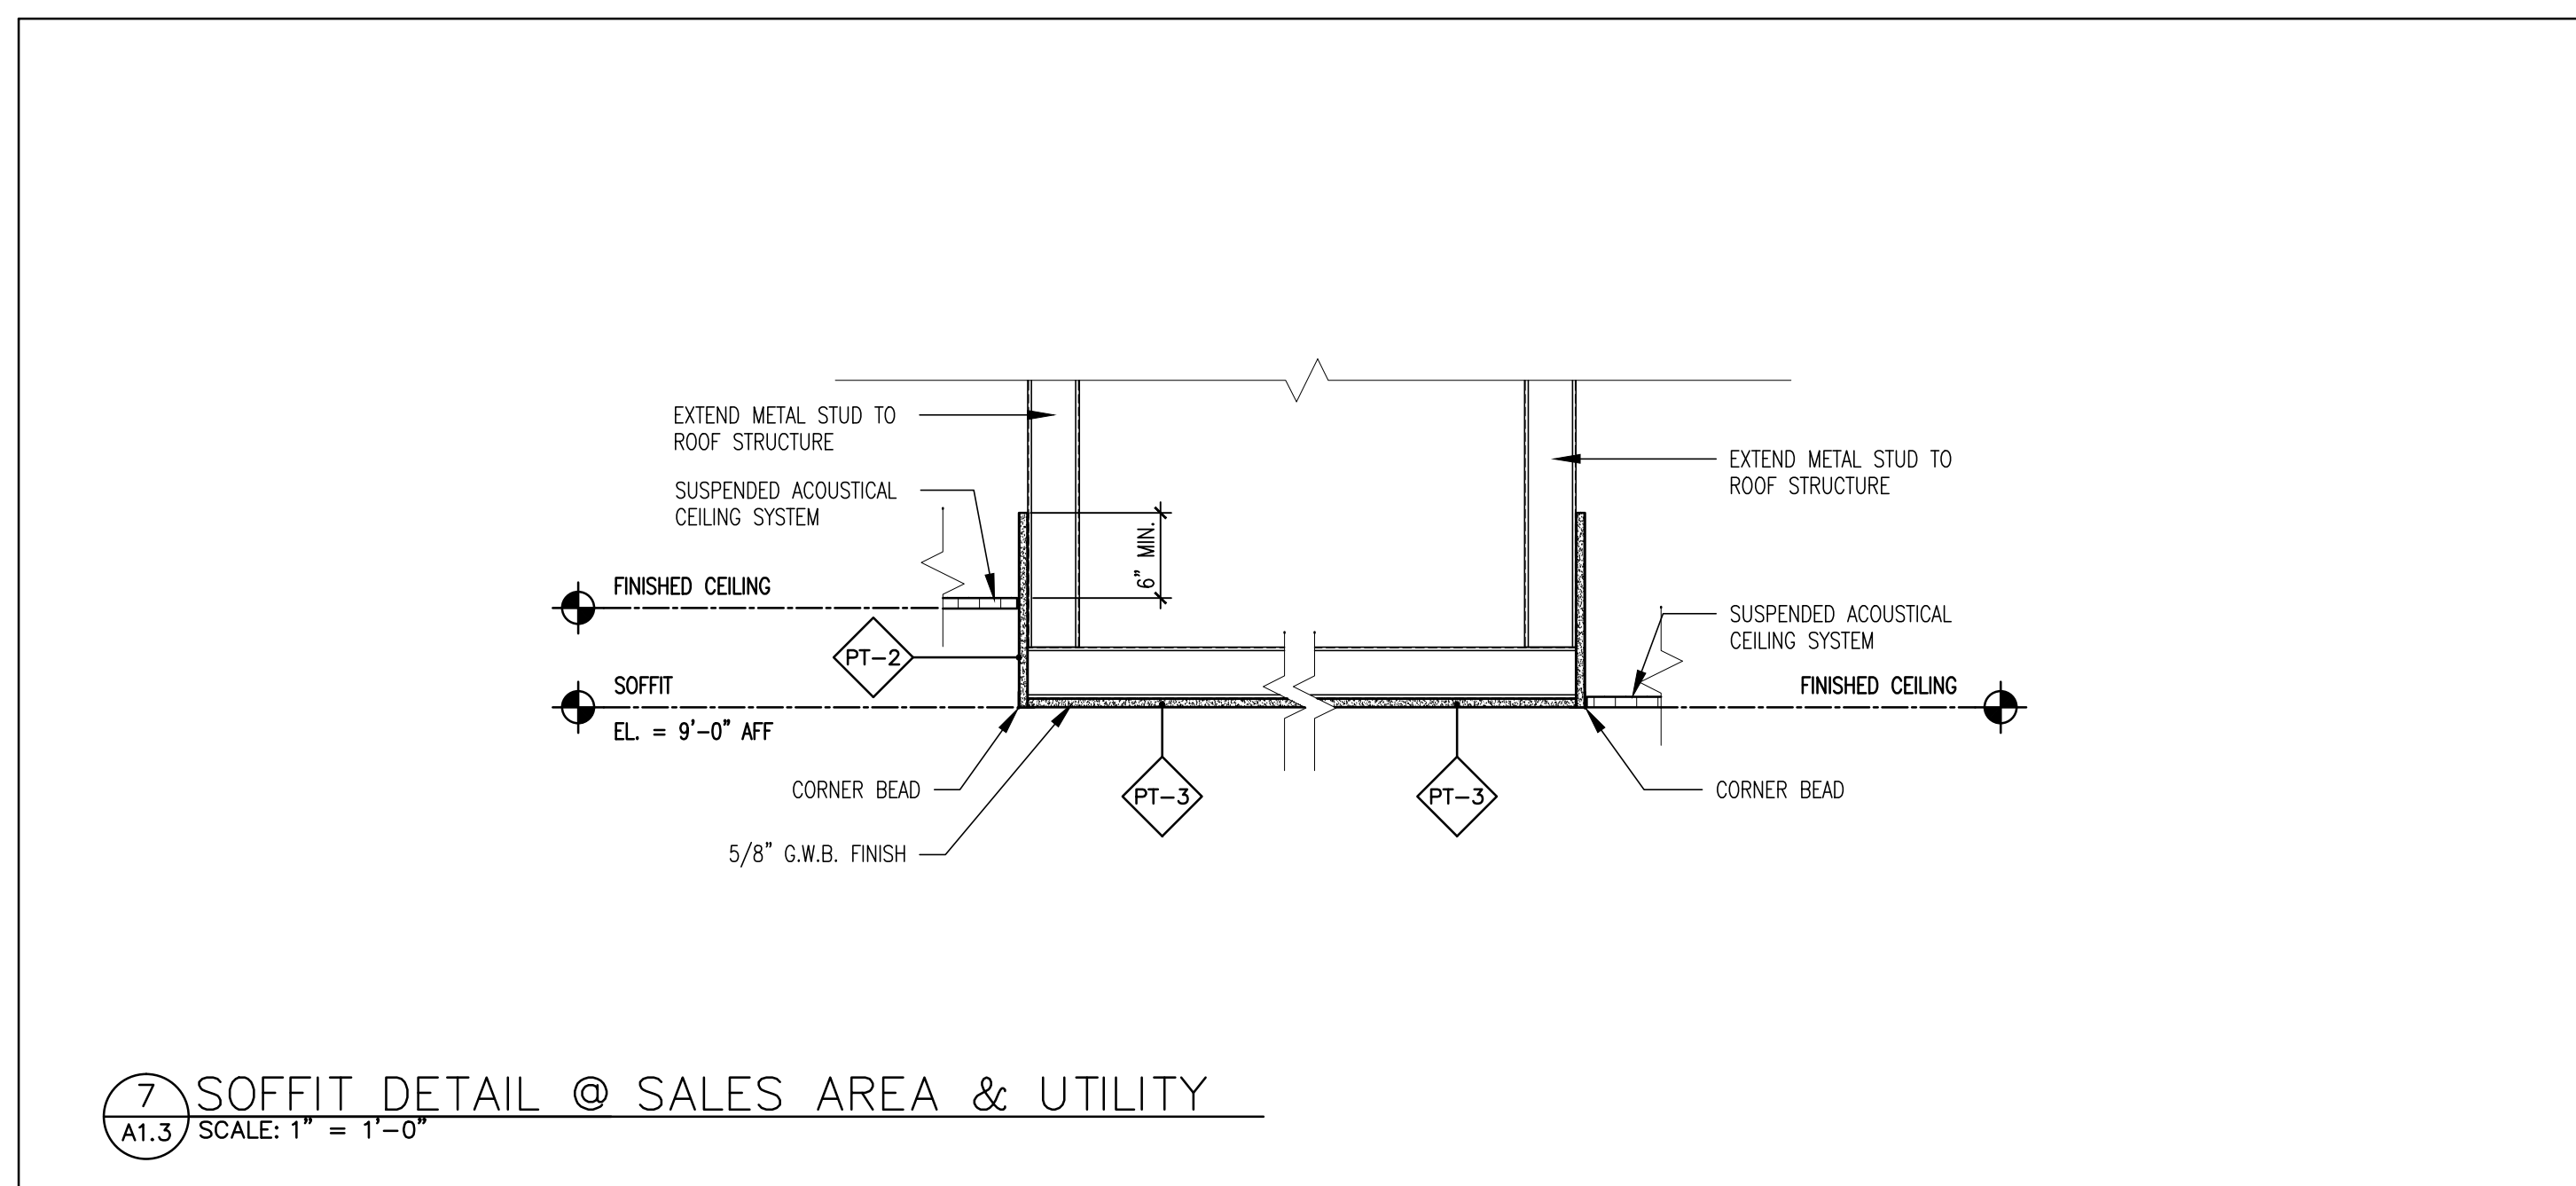 EXTEND METAL STUD TO
ROOF STRUCTURE
SUSPENDED ACOUSTICAL
CEILING SYSTEM
FINISHED CEILING
PT-2
SOFFIT
EL. = 9'-0" AFF
CORNER BEAD
5/8" G.W.B. FINISH
6" MIN.
PT-3
PT-3
EXTEND METAL STUD TO
ROOF STRUCTURE
SUSPENDED ACOUSTICAL
CEILING SYSTEM
FINISHED CEILING
CORNER BEAD
7
A1.3
SOFFIT DETAIL @ SALES AREA & UTILITY
SCALE: 1" = 1'-0"